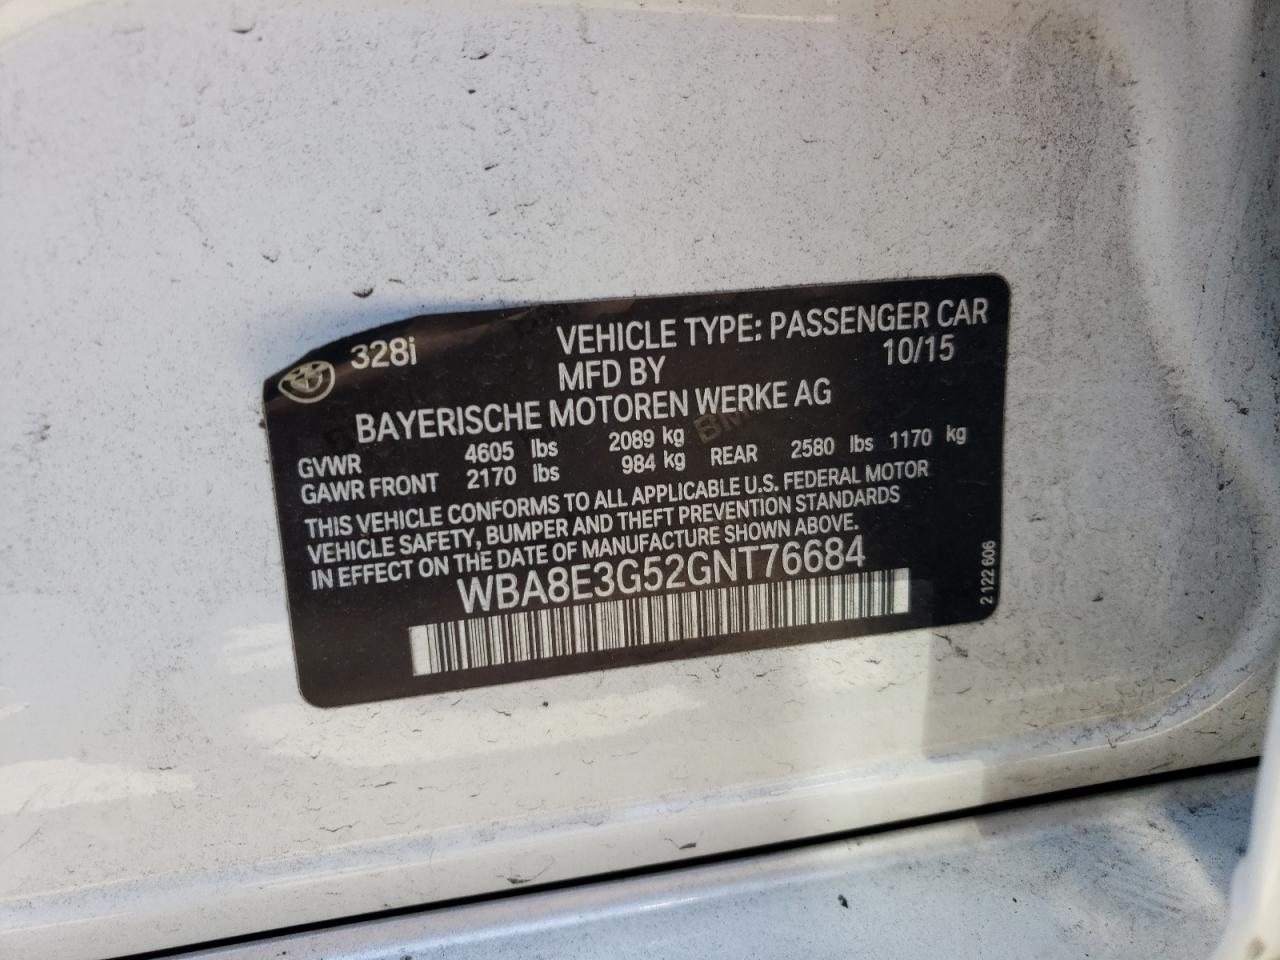 328i VEHICLE TYPE: PASSENGER CAR
MFD BY 10/15
BAYERISCHE MOTOREN WERKE AG
GVWR 4605 lbs 2089 kg
GAWR FRONT 2170 lbs 984 kg REAR 2580 lbs 1170 kg
THIS VEHICLE CONFORMS TO ALL APPLICABLE U.S. FEDERAL MOTOR
VEHICLE SAFETY, BUMPER AND THEFT PREVENTION STANDARDS
IN EFFECT ON THE DATE OF MANUFACTURE SHOWN ABOVE.
WBA8E3G52GNT76684
2 122 606